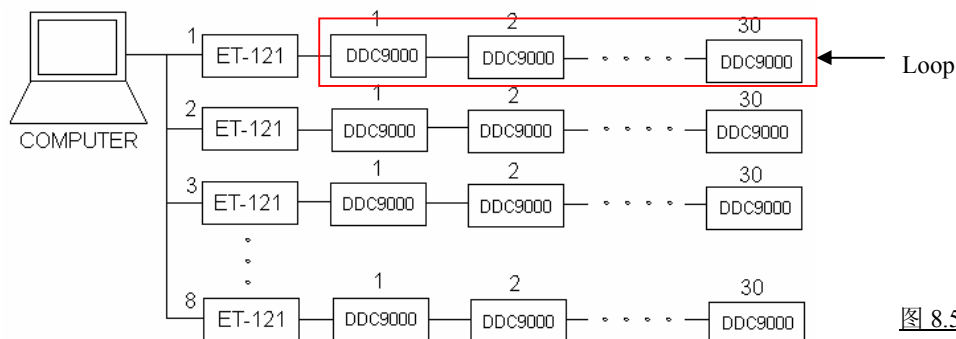 1 2 30
1 ET-121 DDC9000 DDC9000 DDC9000 Loop
1 2 30
2 ET-121 DDC9000 DDC9000 DDC9000
COMPUTER
1 2 30
3 ET-121 DDC9000 DDC9000 DDC9000
1 2 30
8 ET-121 DDC9000 DDC9000 DDC9000
图 8.5